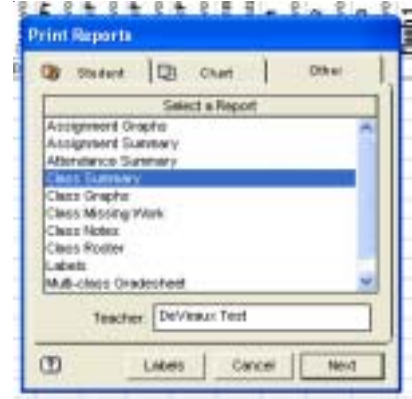 Print Reports
Student Chart Other
Select a Report
Assignment Graphs
Assignment Summary
Attendance Summary
Class Summary
Class Graphs
Class Missing Work
Class Notes
Class Roster
Labels
Multi-class Gradesheet
Teacher: DeVeaux Test
? Labels Cancel Next